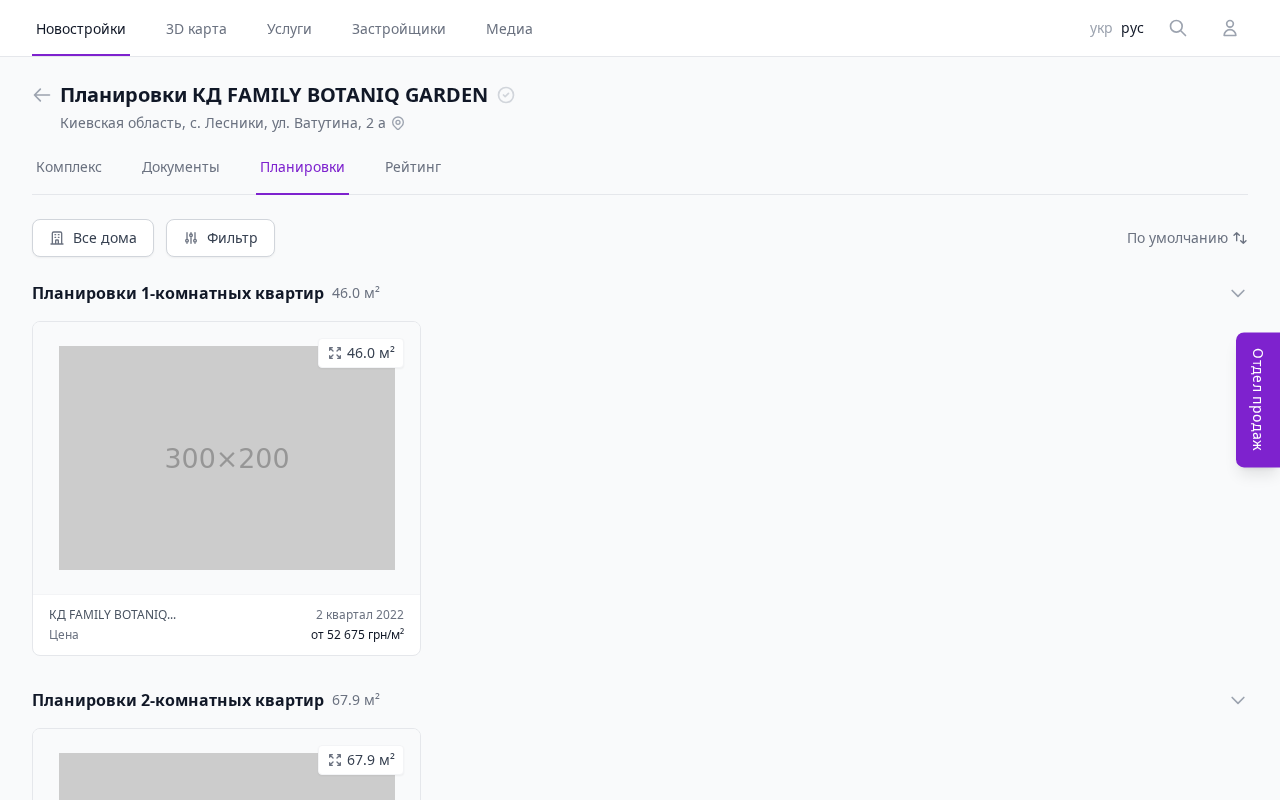 Новостройки 3D карта Услуги Застройщики Медиа укр рус
Планировки КД FAMILY BOTANIQ GARDEN
Киевская область, с. Лесники, ул. Ватутина, 2 а
Комплекс Документы Планировки Рейтинг
Все дома Фильтр По умолчанию
Планировки 1-комнатных квартир 46.0 м²
46.0 м²
300×200
Отдел продаж
КД FAMILY BOTANIQ... 2 квартал 2022
Цена от 52 675 грн/м²
Планировки 2-комнатных квартир 67.9 м²
67.9 м²